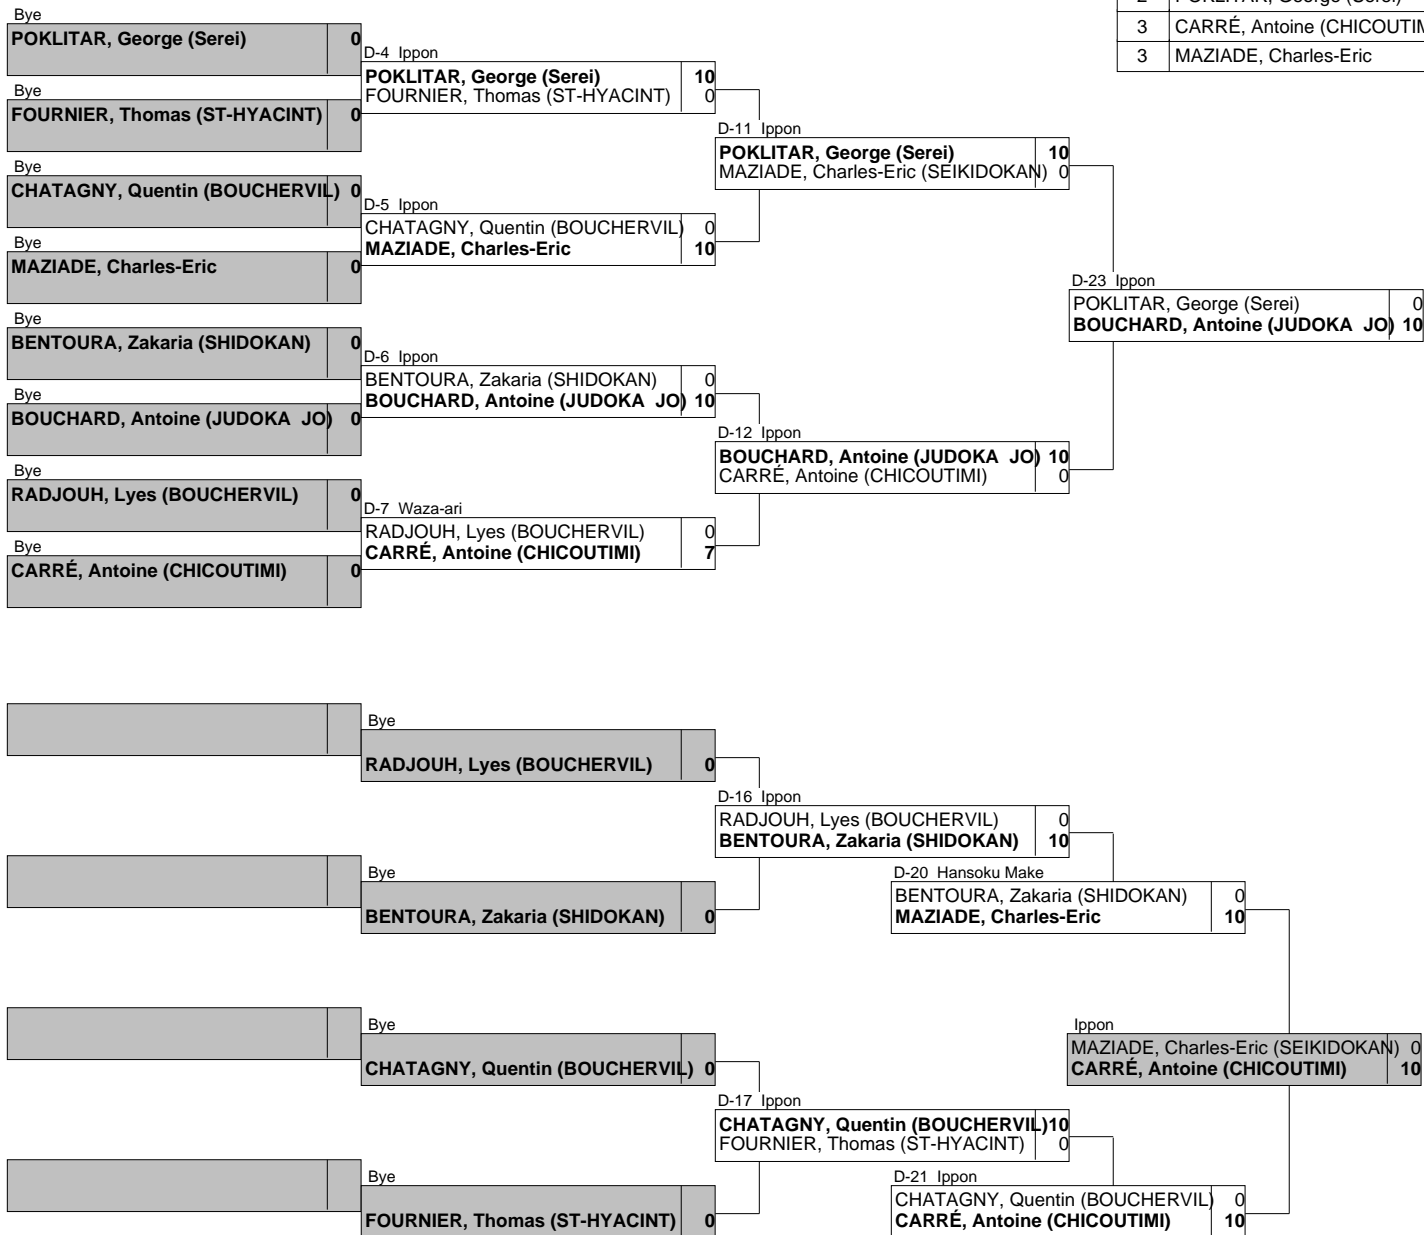 Bye
POKLITAR, George (Serei) 0
Bye
FOURNIER, Thomas (ST-HYACINT) 0
Bye
CHATAGNY, Quentin (BOUCHERVIL) 0
Bye
MAZIADE, Charles-Eric 0
Bye
BENTOURA, Zakaria (SHIDOKAN) 0
Bye
BOUCHARD, Antoine (JUDOKA JO) 0
Bye
RADJOUH, Lyes (BOUCHERVIL) 0
Bye
CARRÉ, Antoine (CHICOUTIMI) 0
D-4 Ippon
POKLITAR, George (Serei) 10
FOURNIER, Thomas (ST-HYACINT) 0
D-5 Ippon
CHATAGNY, Quentin (BOUCHERVIL) 0
MAZIADE, Charles-Eric 10
D-6 Ippon
BENTOURA, Zakaria (SHIDOKAN) 0
BOUCHARD, Antoine (JUDOKA JO) 10
D-7 Waza-ari
RADJOUH, Lyes (BOUCHERVIL) 0
CARRÉ, Antoine (CHICOUTIMI) 7
D-11 Ippon
POKLITAR, George (Serei) 10
MAZIADE, Charles-Eric (SEIKIDOKAN) 0
D-12 Ippon
BOUCHARD, Antoine (JUDOKA JO) 10
CARRÉ, Antoine (CHICOUTIMI) 0
D-23 Ippon
POKLITAR, George (Serei) 0
BOUCHARD, Antoine (JUDOKA JO) 10
3 CARRÉ, Antoine (CHICOUTIM
3 MAZIADE, Charles-Eric
Bye
RADJOUH, Lyes (BOUCHERVIL) 0
Bye
BENTOURA, Zakaria (SHIDOKAN) 0
Bye
CHATAGNY, Quentin (BOUCHERVIL) 0
Bye
FOURNIER, Thomas (ST-HYACINT) 0
D-16 Ippon
RADJOUH, Lyes (BOUCHERVIL) 0
BENTOURA, Zakaria (SHIDOKAN) 10
D-17 Ippon
CHATAGNY, Quentin (BOUCHERVIL) 10
FOURNIER, Thomas (ST-HYACINT) 0
D-20 Hansoku Make
BENTOURA, Zakaria (SHIDOKAN) 0
MAZIADE, Charles-Eric 10
D-21 Ippon
CHATAGNY, Quentin (BOUCHERVIL) 0
CARRÉ, Antoine (CHICOUTIMI) 10
Ippon
MAZIADE, Charles-Eric (SEIKIDOKAN) 0
CARRÉ, Antoine (CHICOUTIMI) 10